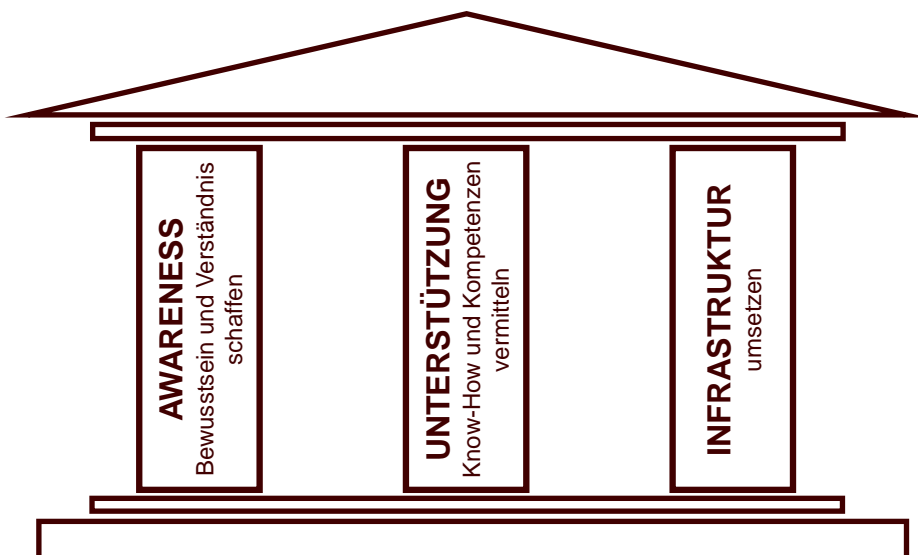 AWARENESS
Bewusstsein und Verständnis
schaffen
UNTERSTÜTZUNG
Know-How und Kompetenzen
vermitteln
INFRASTRUKTUR
umsetzen